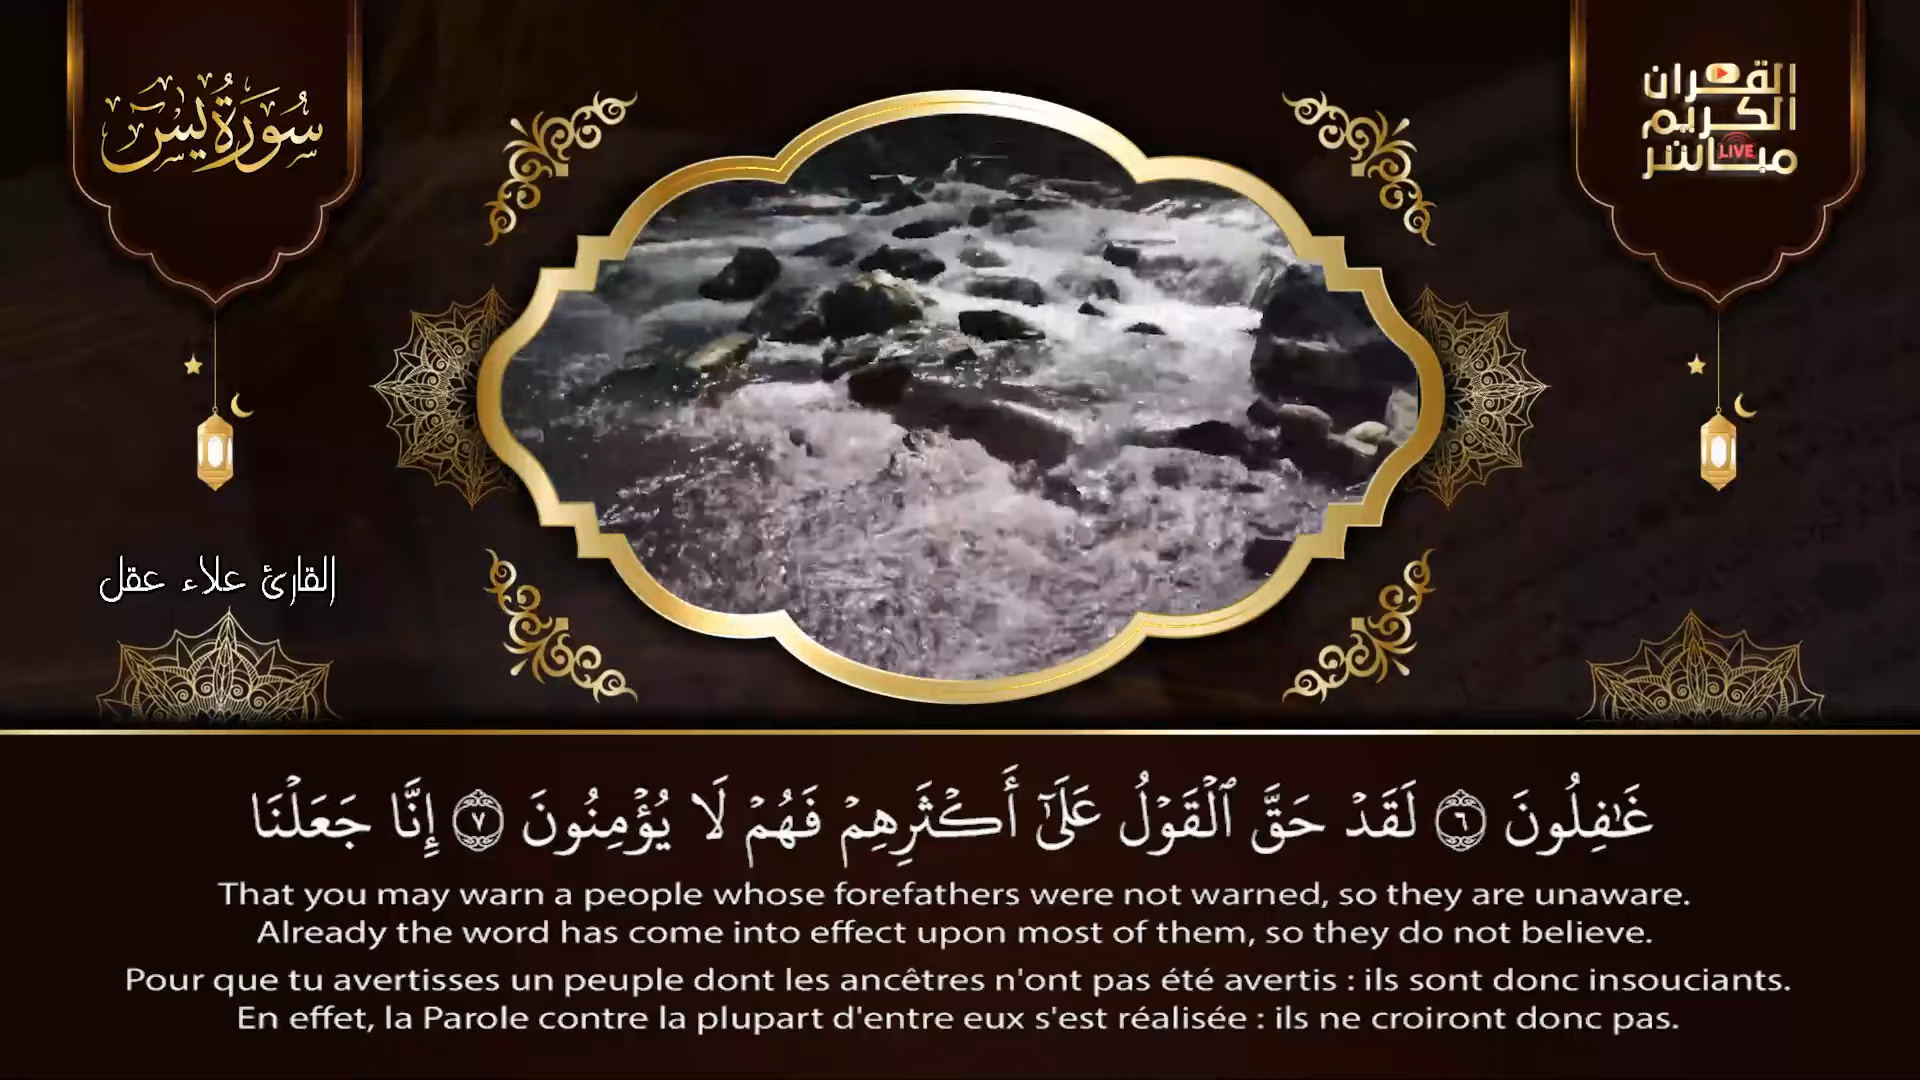 سُورَةُ يس
القرآن
الكريم
مباشر
LIVE
القارئ علاء عقل
غَٰفِلُونَ ٦ لَقَدْ حَقَّ ٱلْقَوْلُ عَلَىٰٓ أَكْثَرِهِمْ فَهُمْ لَا يُؤْمِنُونَ ٧ إِنَّا جَعَلْنَا
That you may warn a people whose forefathers were not warned, so they are unaware.
Already the word has come into effect upon most of them, so they do not believe.
Pour que tu avertisses un peuple dont les ancêtres n'ont pas été avertis : ils sont donc insouciants.
En effet, la Parole contre la plupart d'entre eux s'est réalisée : ils ne croiront donc pas.